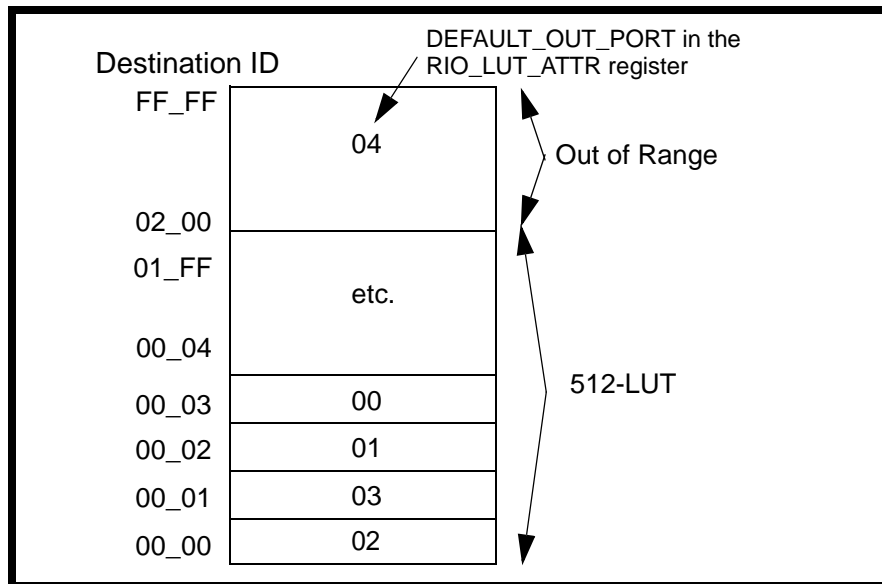 DEFAULT_OUT_PORT in the
RIO_LUT_ATTR register
Destination ID
FF_FF
04
Out of Range
02_00
01_FF
etc.
00_04
512-LUT
00_03
00
00_02
01
00_01
03
00_00
02